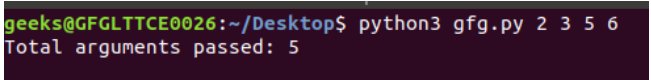 geeks@GFGLTTCE0026:~/Desktop$ python3 gfg.py 2 3 5 6
Total arguments passed: 5